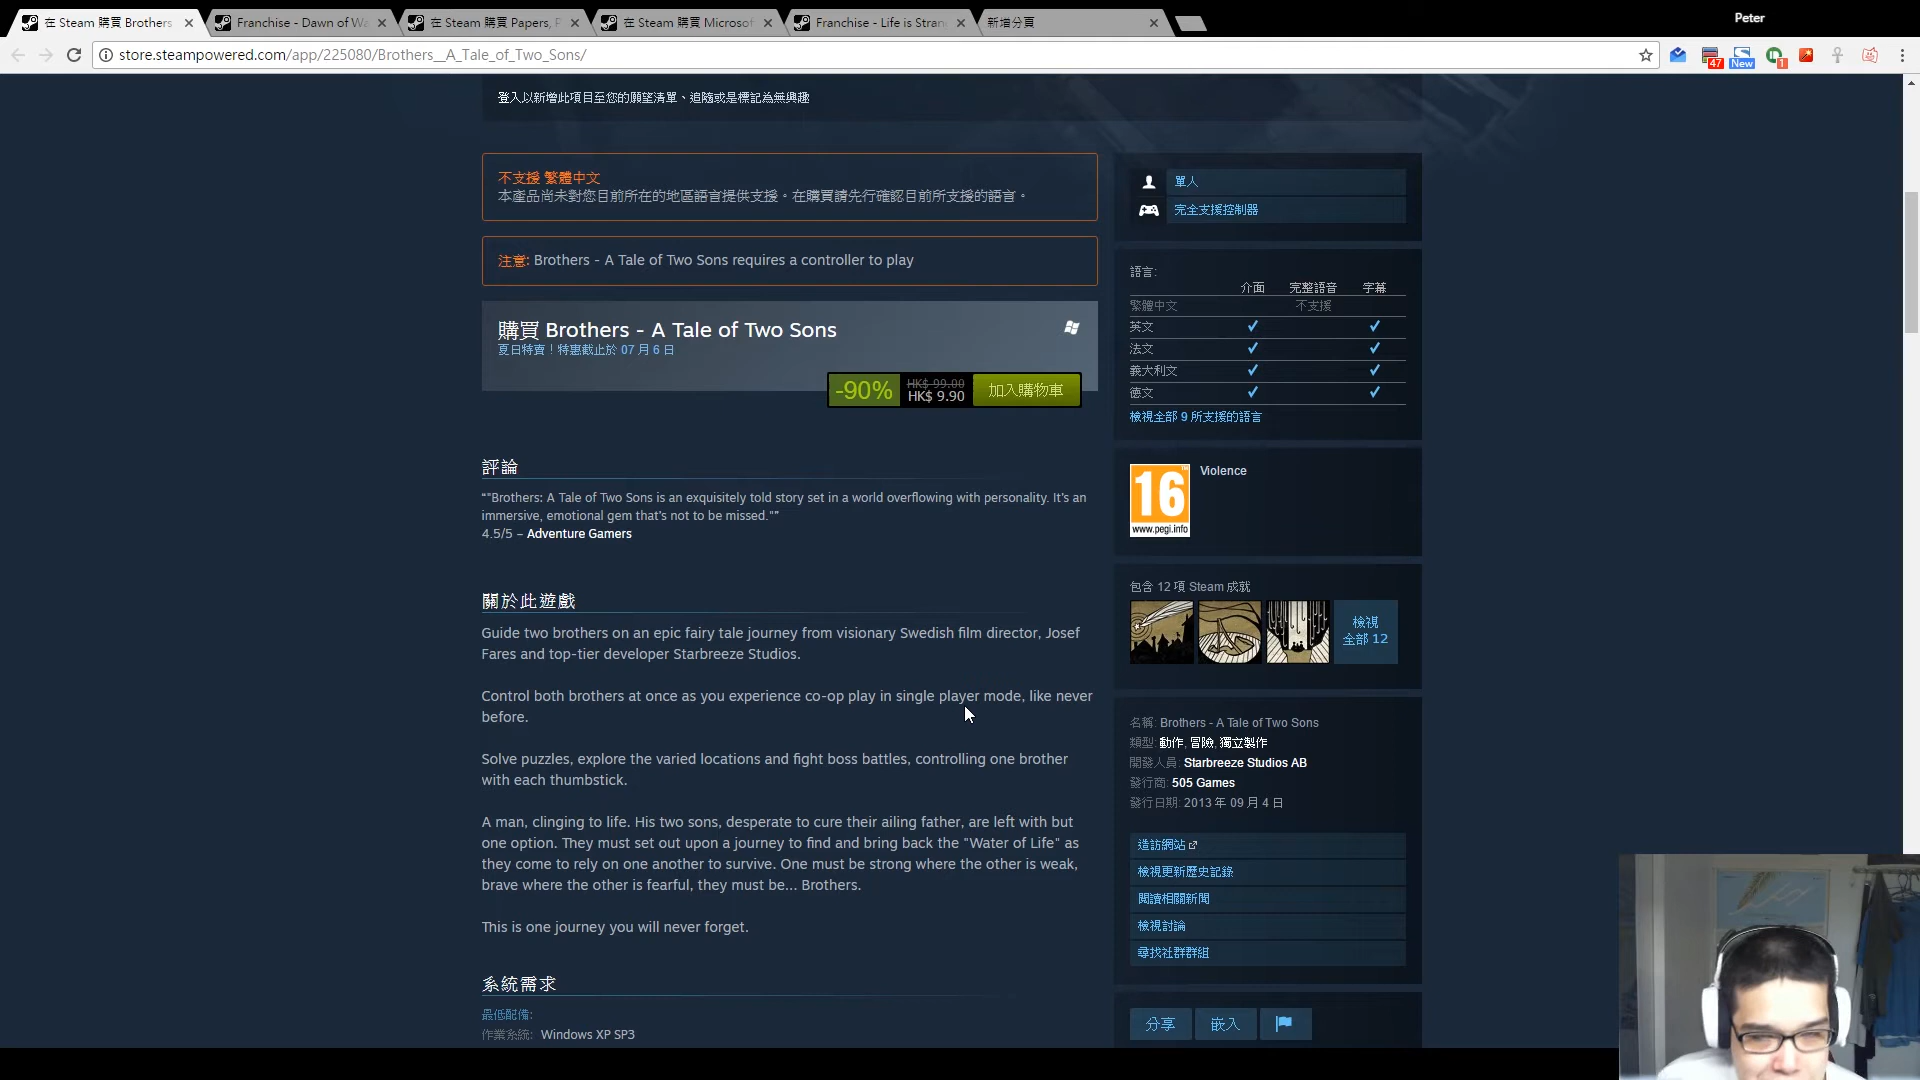 在 Steam 購買 Brothers
Franchise - Dawn of Wa
在 Steam 購買 Papers, P
在 Steam 購買 Microsof
Franchise - Life is Stran
新增分頁
Peter
store.steampowered.com/app/225080/Brothers__A_Tale_of_Two_Sons/
47
New
1
登入以新增此項目至您的願望清單、追隨或是標記為無興趣
不支援 繁體中文
本產品尚未對您目前所在的地區語言提供支援。在購買請先行確認目前所支援的語言。
注意: Brothers - A Tale of Two Sons requires a controller to play
購買 Brothers - A Tale of Two Sons
夏日特賣！特惠截止於 07 月 6 日
-90%
HK$ 99.00
HK$ 9.90
加入購物車
評論
“"Brothers: A Tale of Two Sons is an exquisitely told story set in a world overflowing with personality. It's an
immersive, emotional gem that's not to be missed."”
4.5/5 – Adventure Gamers
關於此遊戲
Guide two brothers on an epic fairy tale journey from visionary Swedish film director, Josef
Fares and top-tier developer Starbreeze Studios.
Control both brothers at once as you experience co-op play in single player mode, like never
before.
Solve puzzles, explore the varied locations and fight boss battles, controlling one brother
with each thumbstick.
A man, clinging to life. His two sons, desperate to cure their ailing father, are left with but
one option. They must set out upon a journey to find and bring back the "Water of Life" as
they come to rely on one another to survive. One must be strong where the other is weak,
brave where the other is fearful, they must be... Brothers.
This is one journey you will never forget.
系統需求
最低配備:
作業系統: Windows XP SP3
單人
完全支援控制器
語言:
介面 完整語音 字幕
繁體中文 不支援
英文 ✔ ✔
法文 ✔ ✔
義大利文 ✔ ✔
德文 ✔ ✔
檢視全部 9 所支援的語言
16
www.pegi.info
Violence
包含 12 項 Steam 成就
檢視
全部 12
名稱: Brothers - A Tale of Two Sons
類型: 動作, 冒險, 獨立製作
開發人員: Starbreeze Studios AB
發行商: 505 Games
發行日期: 2013 年 09 月 4 日
造訪網站
檢視更新歷史記錄
閱讀相關新聞
檢視討論
尋找社群群組
分享
嵌入